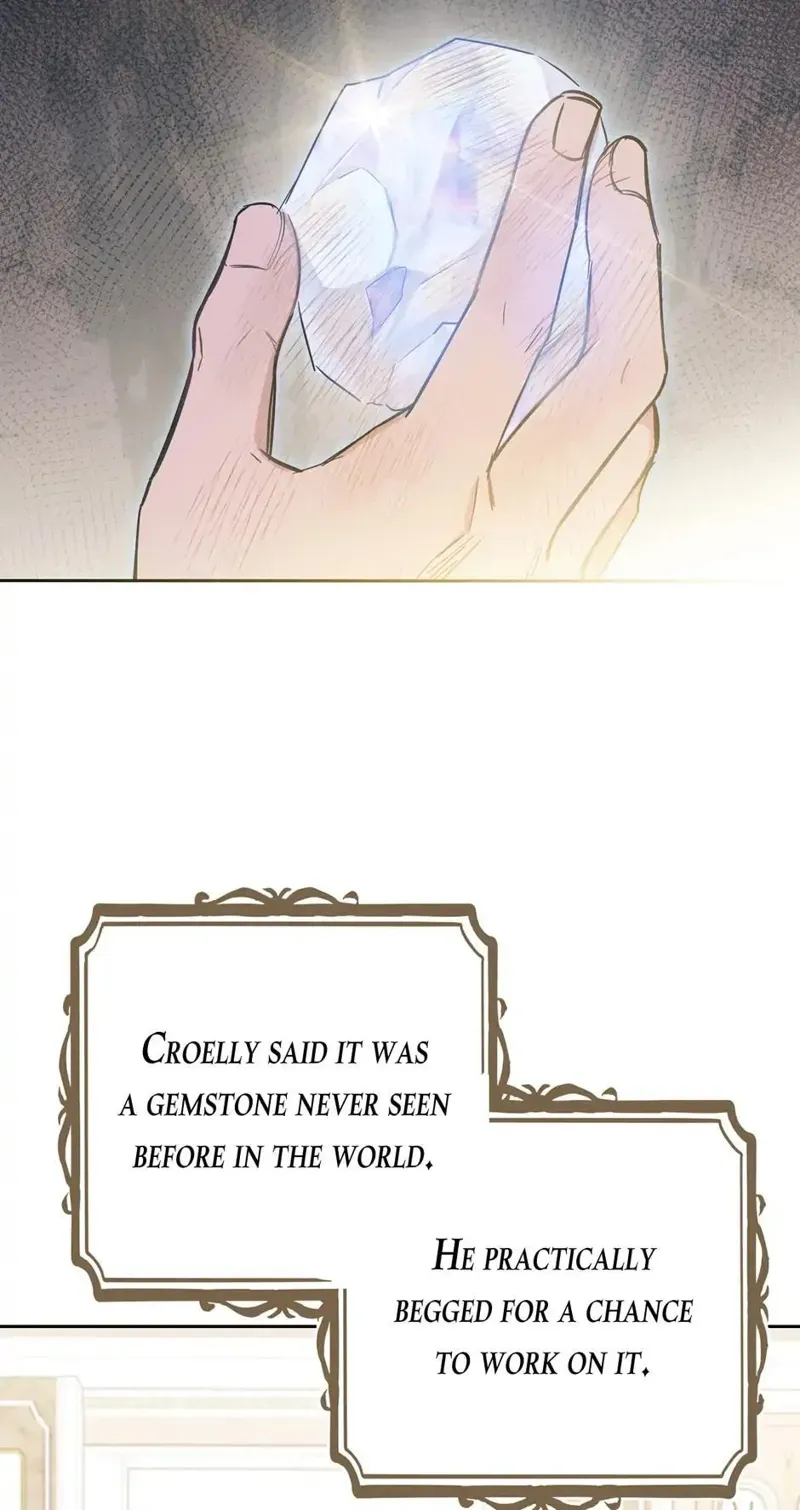 CROELLY SAID IT WAS
A GEMSTONE NEVER SEEN
BEFORE IN THE WORLD.
HE PRACTICALLY
BEGGED FOR A CHANCE
TO WORK ON IT.